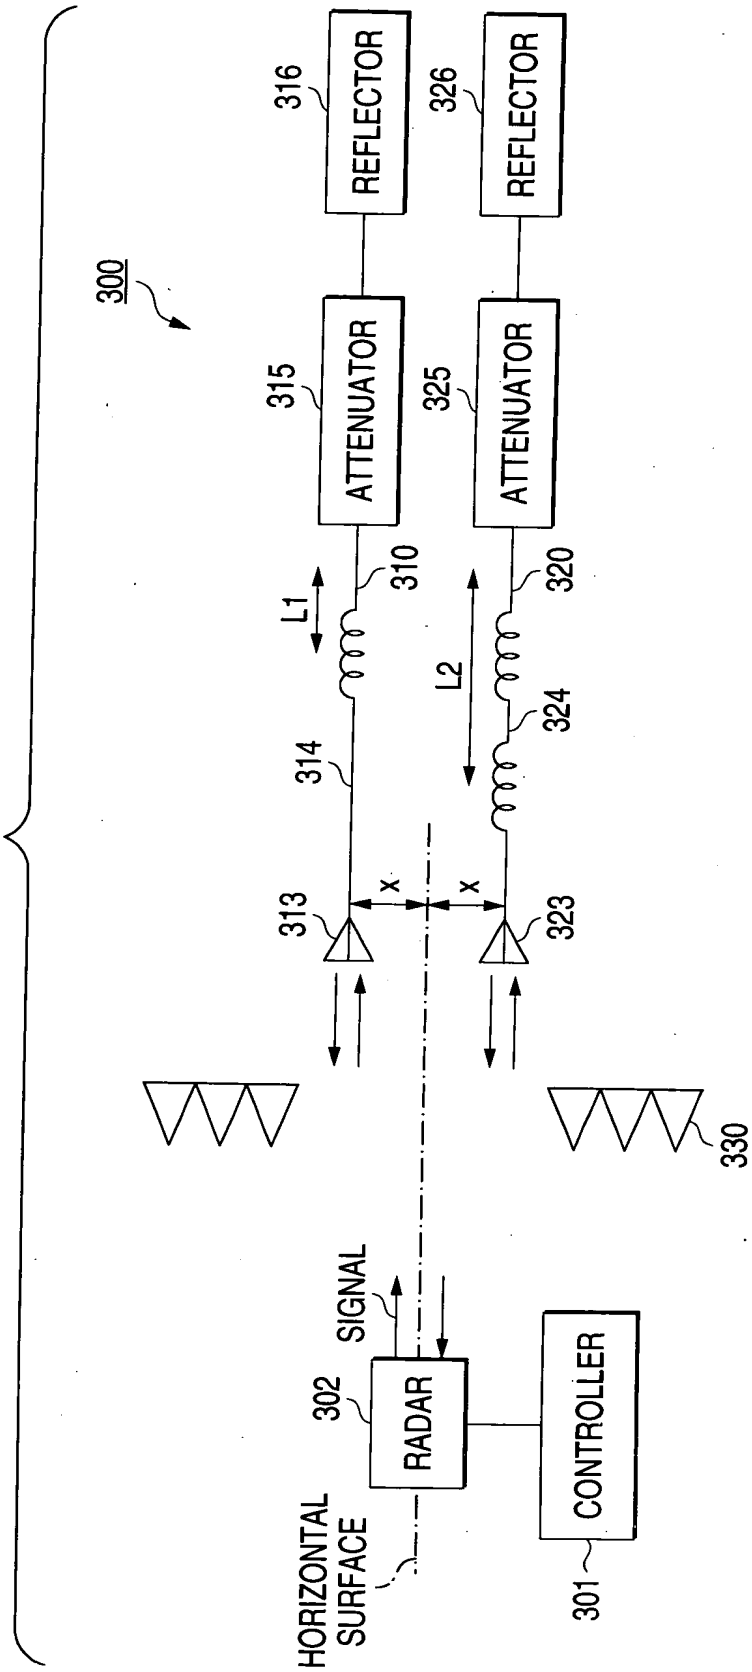 300
HORIZONTAL
SURFACE
302
RADAR
SIGNAL
301
CONTROLLER
330
313
X
314
L1
310
315
ATTENUATOR
316
REFLECTOR
323
X
324
L2
320
325
ATTENUATOR
326
REFLECTOR